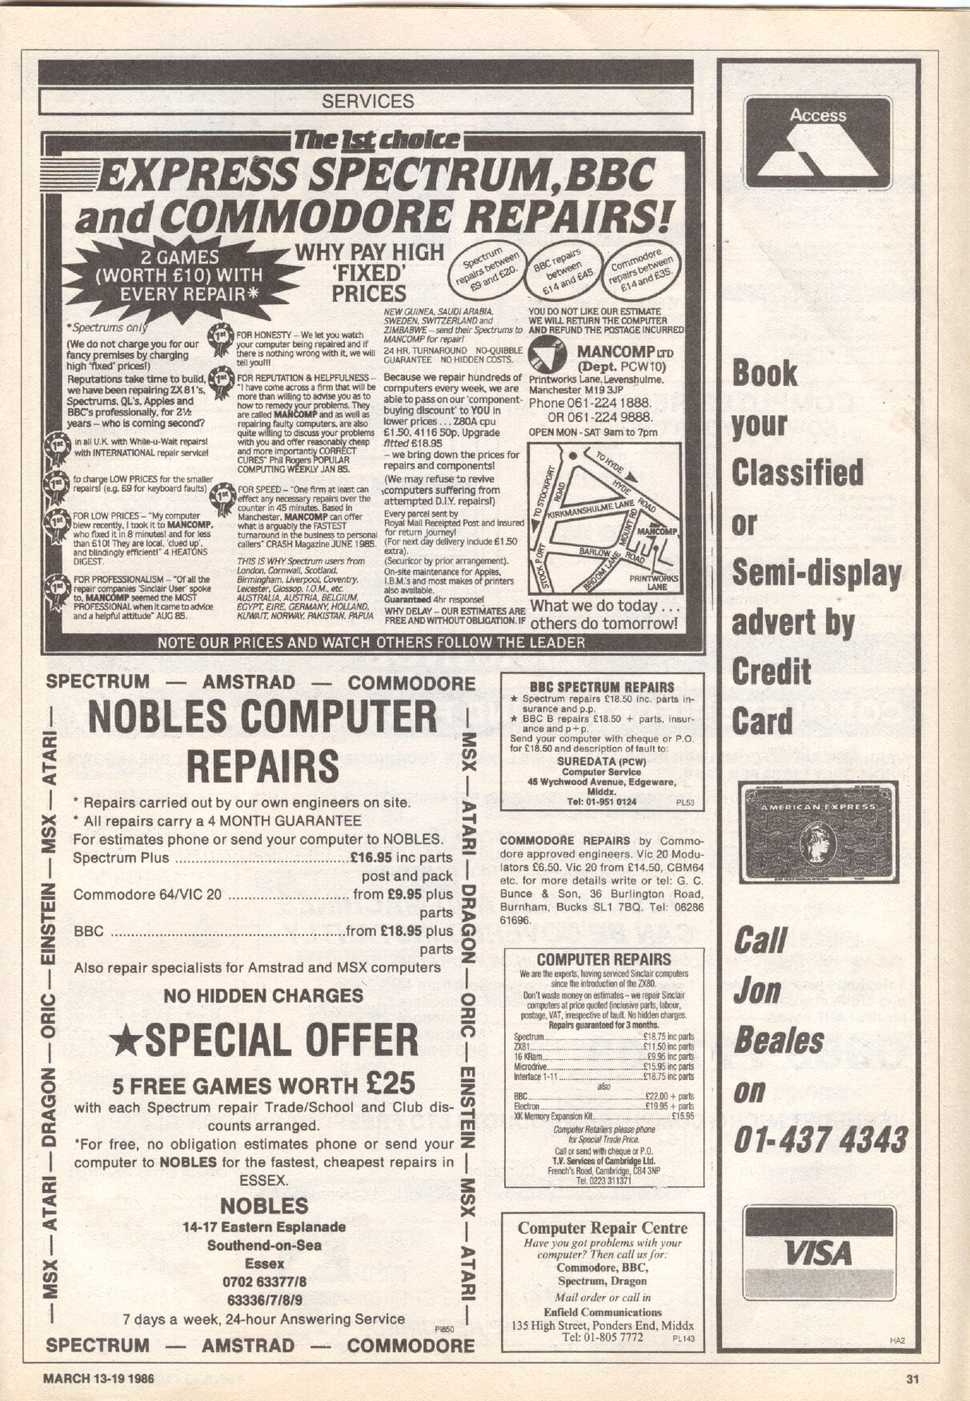 SERVICES
The 1st choice
EXPRESS SPECTRUM, BBC
and COMMODORE REPAIRS!
2 GAMES
(WORTH £10) WITH
EVERY REPAIR*
WHY PAY HIGH
'FIXED'
PRICES
Spectrum
repairs between
£9 and £20.
BBC repairs
between
£14 and £45.
Commodore
repairs between
£14 and £35.
*Spectrums only
(We do not charge you for our
fancy premises by charging
high 'fixed' prices!)
Reputations take time to build,
we have been repairing ZX 81's,
Spectrums, QL's, Apples and
BBC's professionally, for 2½
years – who is coming second?
1st
in all U.K. with While-u-Wait repairs!
with INTERNATIONAL repair service!
1st
to charge LOW PRICES for the smaller
repairs! (e.g. £9 for keyboard faults)
1st
FOR LOW PRICES – "My computer
blew recently, I took it to MANCOMP,
who fixed it in 8 minutes! and for less
than £10! They are local, clued up',
and blindingly efficient!" 4 HEATONS
DIGEST.
1st
FOR PROFESSIONALISM – "Of all the
repair companies 'Sinclair User' spoke
to, MANCOMP seemed the MOST
PROFESSIONAL when it came to advice
and a helpful attitude" AUG 85.
1st
FOR HONESTY – We let you watch
your computer being repaired and if
there is nothing wrong with it, we will
tell you!!!
1st
FOR REPUTATION & HELPFULNESS –
"I have come across a firm that will be
more than willing to advise you as to
how to remedy your problems. They
are called MANCOMP and as well as
repairing faulty computers, are also
quite willing to discuss your problems
with you and offer reasonably cheap
and more importantly CORRECT
CURES" Phil Rogers POPULAR
COMPUTING WEEKLY JAN 85.
1st
FOR SPEED – "One firm at least can
effect any necessary repairs over the
counter in 45 minutes. Based in
Manchester, MANCOMP can offer
what is arguably the FASTEST
turnaround in the business to personal
callers" CRASH Magazine JUNE 1985.
THIS IS WHY Spectrum users from
London, Cornwall, Scotland,
Birmingham, Liverpool, Coventry,
Leicester, Glossop, I.O.M., etc.
AUSTRALIA, AUSTRIA, BELGIUM,
EGYPT, EIRE, GERMANY, HOLLAND,
KUWAIT, NORWAY, PAKISTAN, PAPUA
NEW GUINEA, SAUDI ARABIA,
SWEDEN, SWITZERLAND and
ZIMBABWE – send their Spectrums to
MANCOMP for repair!
24 HR. TURNAROUND NO-QUIBBLE
GUARANTEE NO HIDDEN COSTS.
Because we repair hundreds of
computers every week, we are
able to pass on our 'component-
buying discount' to YOU in
lower prices . . . Z80A cpu
£1.50, 4116 50p, Upgrade
fitted £18.95
– we bring down the prices for
repairs and components!
(We may refuse to revive
computers suffering from
attempted D.I.Y. repairs!)
Every parcel sent by
Royal Mail Receipted Post and insured
for return journey!
(For next day delivery include £1.50
extra).
(Securicor by prior arrangement).
On-site maintenance for Apples,
I.B.M.'s and most makes of printers
also available.
Guaranteed 4hr response!
WHY DELAY – OUR ESTIMATES ARE
FREE AND WITHOUT OBLIGATION. IF
YOU DO NOT LIKE OUR ESTIMATE
WE WILL RETURN THE COMPUTER
AND REFUND THE POSTAGE INCURRED
MANCOMP LTD
(Dept. PCW10)
Printworks Lane, Levenshulme,
Manchester M19 3JP
Phone 061-224 1888.
OR 061-224 9888.
OPEN MON - SAT 9am to 7pm
TO HYDE
TO STOCKPORT
ROAD
HYDE ROAD
KIRKMANSHULME LANE
MOUNT RD
MANCOMP
BARLOW ROAD
BROOM LANE
STOCKPORT
PRINTWORKS
LANE
What we do today . . .
others do tomorrow!
NOTE OUR PRICES AND WATCH OTHERS FOLLOW THE LEADER
SPECTRUM — AMSTRAD — COMMODORE
— MSX — ATARI — DRAGON — ORIC — EINSTEIN — MSX — ATARI —
NOBLES COMPUTER
REPAIRS
* Repairs carried out by our own engineers on site.
* All repairs carry a 4 MONTH GUARANTEE
For estimates phone or send your computer to NOBLES.
Spectrum Plus ........ £16.95 inc parts
post and pack
Commodore 64/VIC 20 ........ from £9.95 plus
parts
BBC ........ from £18.95 plus
parts
Also repair specialists for Amstrad and MSX computers
NO HIDDEN CHARGES
★SPECIAL OFFER
5 FREE GAMES WORTH £25
with each Spectrum repair Trade/School and Club dis-
counts arranged.
*For free, no obligation estimates phone or send your
computer to NOBLES for the fastest, cheapest repairs in
ESSEX.
NOBLES
14-17 Eastern Esplanade
Southend-on-Sea
Essex
0702 63377/8
63336/7/8/9
7 days a week, 24-hour Answering Service
PI850
— MSX — ATARI — DRAGON — ORIC — EINSTEIN — MSX — ATARI —
SPECTRUM — AMSTRAD — COMMODORE
BBC SPECTRUM REPAIRS
★ Spectrum repairs £18.50 inc. parts in-
surance and p.p.
★ BBC B repairs £18.50 + parts, insur-
ance and p+p.
Send your computer with cheque or P.O.
for £18.50 and description of fault to:
SUREDATA (PCW)
Computer Service
45 Wychwood Avenue, Edgeware,
Middx.
Tel: 01-951 0124 PL53
COMMODORE REPAIRS by Commo-
dore approved engineers. Vic 20 Modu-
lators £6.50. Vic 20 from £14.50, CBM64
etc. for more details write or tel: G. C.
Bunce & Son, 36 Burlington Road,
Burnham, Bucks SL1 7BQ. Tel: 06286
61696.
COMPUTER REPAIRS
We are the experts, having serviced Sinclair computers
since the introduction of the ZX80.
Don't waste money on estimates – we repair Sinclair
computers at price quoted (inclusive parts, labour,
postage, VAT, irrespective of fault. No hidden charges.
Repairs guaranteed for 3 months.
Spectrum........£18.75 inc parts
ZX81........£11.50 inc parts
16 KRam........£9.95 inc parts
Microdrive........£15.95 inc parts
Interface 1-11........£18.75 inc parts
also
BBC........£22.00 + parts
Electron........£19.95 + parts
XK Memory Expansion Kit........£15.95
Computer Retailers please phone
for Special Trade Price.
Call or send with cheque or P.O.
T.V. Services of Cambridge Ltd.
French's Road, Cambridge, CB4 3NP
Tel. 0223 311371
Computer Repair Centre
Have you got problems with your
computer? Then call us for:
Commodore, BBC,
Spectrum, Dragon
Mail order or call in
Enfield Communications
135 High Street, Ponders End, Middx
Tel: 01-805 7772 PL143
Access
Book
your
Classified
or
Semi-display
advert by
Credit
Card
AMERICAN EXPRESS
Call
Jon
Beales
on
01-437 4343
VISA
HA2
MARCH 13-19 1986
31